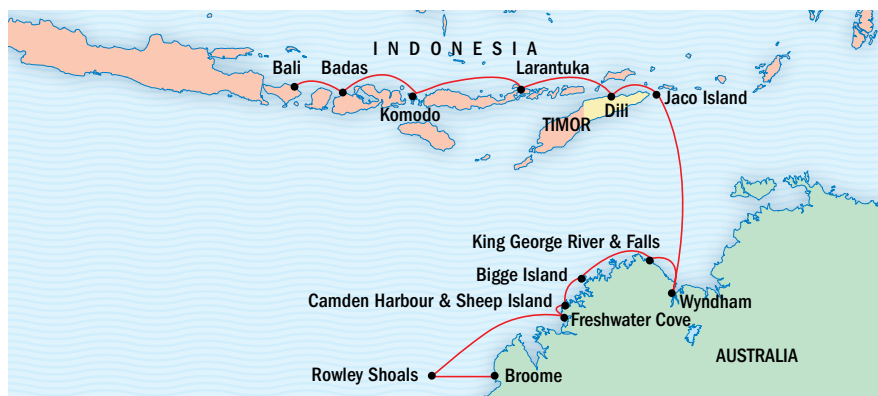 INDONESIA
Bali
Badas
Larantuka
Komodo
Jaco Island
Dili
TIMOR
King George River & Falls
Bigge Island
Camden Harbour & Sheep Island
Wyndham
Freshwater Cove
AUSTRALIA
Rowley Shoals
Broome